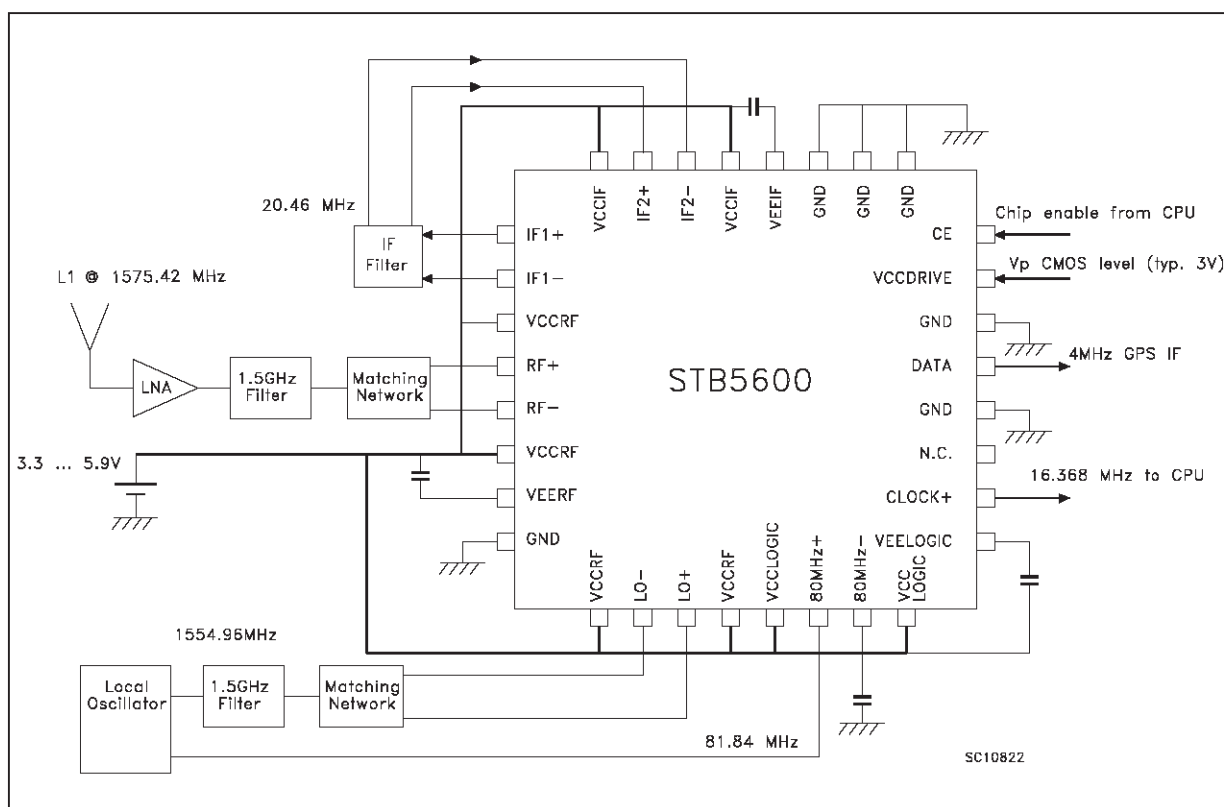 VCCIF
IF2+
IF2-
VCCIF
VEEIF
GND
GND
GND
20.46 MHz
IF
Filter
IF1+
IF1-
VCCRF
RF+
RF-
VCCRF
VEERF
GND
L1 @ 1575.42 MHz
LNA
1.5GHz
Filter
Matching
Network
3.3 ... 5.9V
STB5600
CE
VCCDRIVE
GND
DATA
GND
N.C.
CLOCK+
VEELOGIC
Chip enable from CPU
Vp CMOS level (typ. 3V)
4MHz GPS IF
16.368 MHz to CPU
VCCRF
LO-
LO+
VCCRF
VCCLOGIC
80MHz+
80MHz-
VCC
LOGIC
1554.96MHz
Local
Oscillator
1.5GHz
Filter
Matching
Network
81.84 MHz
SC10822